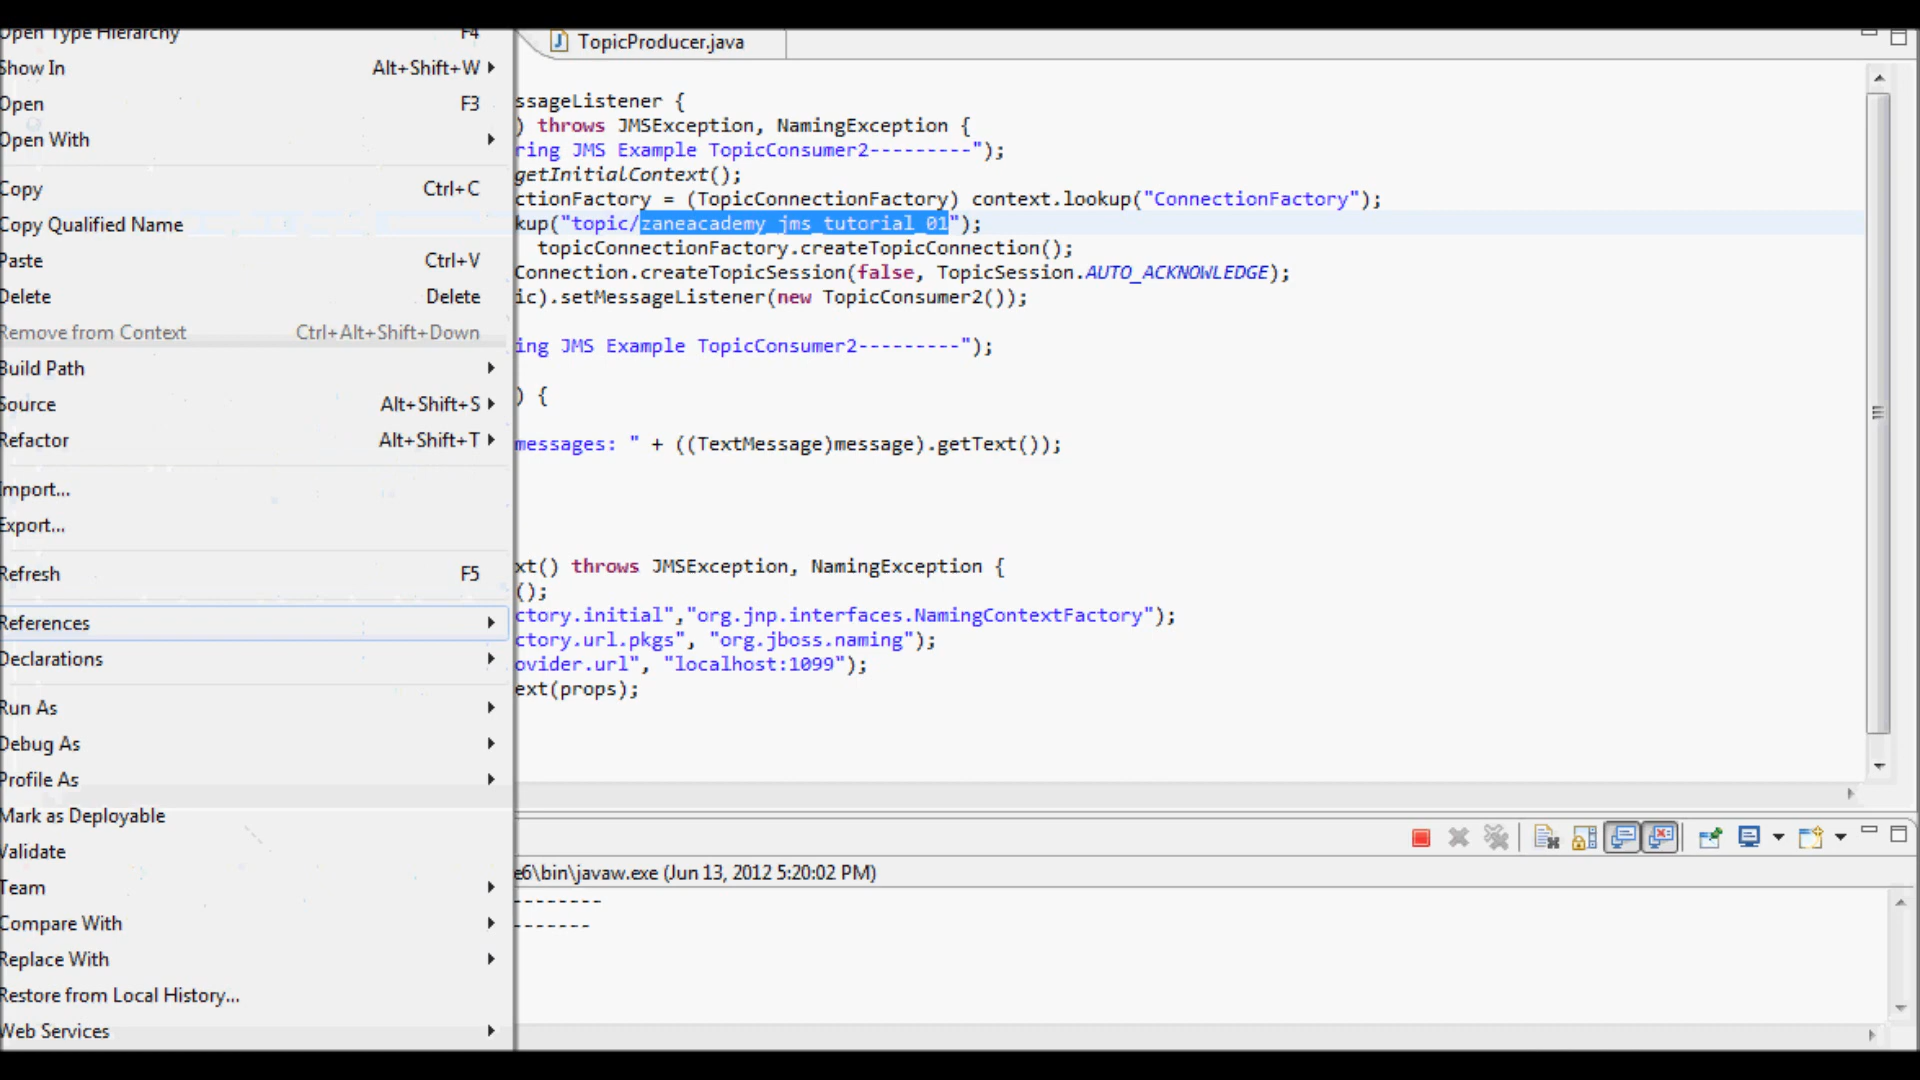 Open Type Hierarchy F4
Show In Alt+Shift+W
Open F3
Open With
Copy Ctrl+C
Copy Qualified Name
Paste Ctrl+V
Delete Delete
Remove from Context Ctrl+Alt+Shift+Down
Build Path
Source Alt+Shift+S
Refactor Alt+Shift+T
Import...
Export...
Refresh F5
References
Declarations
Run As
Debug As
Profile As
Mark as Deployable
Validate
Team
Compare With
Replace With
Restore from Local History...
Web Services
TopicProducer.java
ssageListener {
) throws JMSException, NamingException {
ring JMS Example TopicConsumer2---------");
getInitialContext();
ctionFactory = (TopicConnectionFactory) context.lookup("ConnectionFactory");
kup("topic/zaneacademy_jms_tutorial_01");
topicConnectionFactory.createTopicConnection();
Connection.createTopicSession(false, TopicSession.AUTO_ACKNOWLEDGE);
ic).setMessageListener(new TopicConsumer2());
ing JMS Example TopicConsumer2---------");
) {
messages: " + ((TextMessage)message).getText());
xt() throws JMSException, NamingException {
();
ctory.initial","org.jnp.interfaces.NamingContextFactory");
ctory.url.pkgs", "org.jboss.naming");
ovider.url", "localhost:1099");
ext(props);
e6\bin\javaw.exe (Jun 13, 2012 5:20:02 PM)
--------
-------